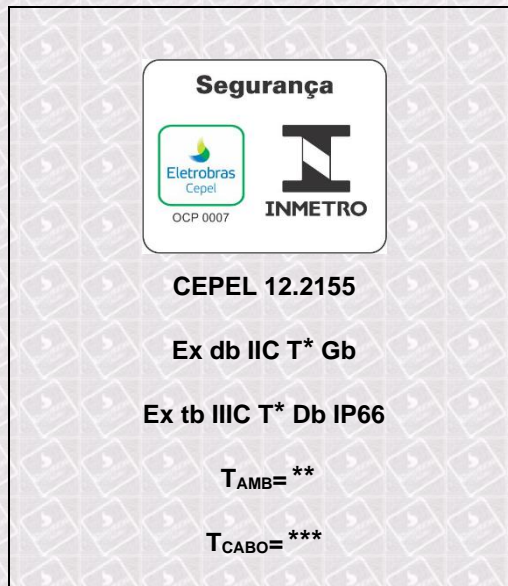 Segurança
Eletrobras
Cepel
OCP 0007
INMETRO
CEPEL 12.2155
Ex db IIC T* Gb
Ex tb IIIC T* Db IP66
TAMB= **
TCABO= ***